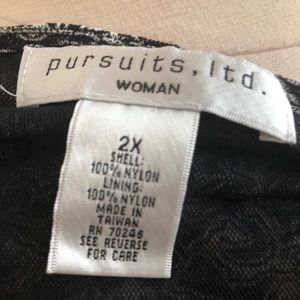 pursuits, ltd.
WOMAN
2X
SHELL:
100% NYLON
LINING:
100% NYLON
MADE IN
TAIWAN
RN 70246
SEE REVERSE
FOR CARE